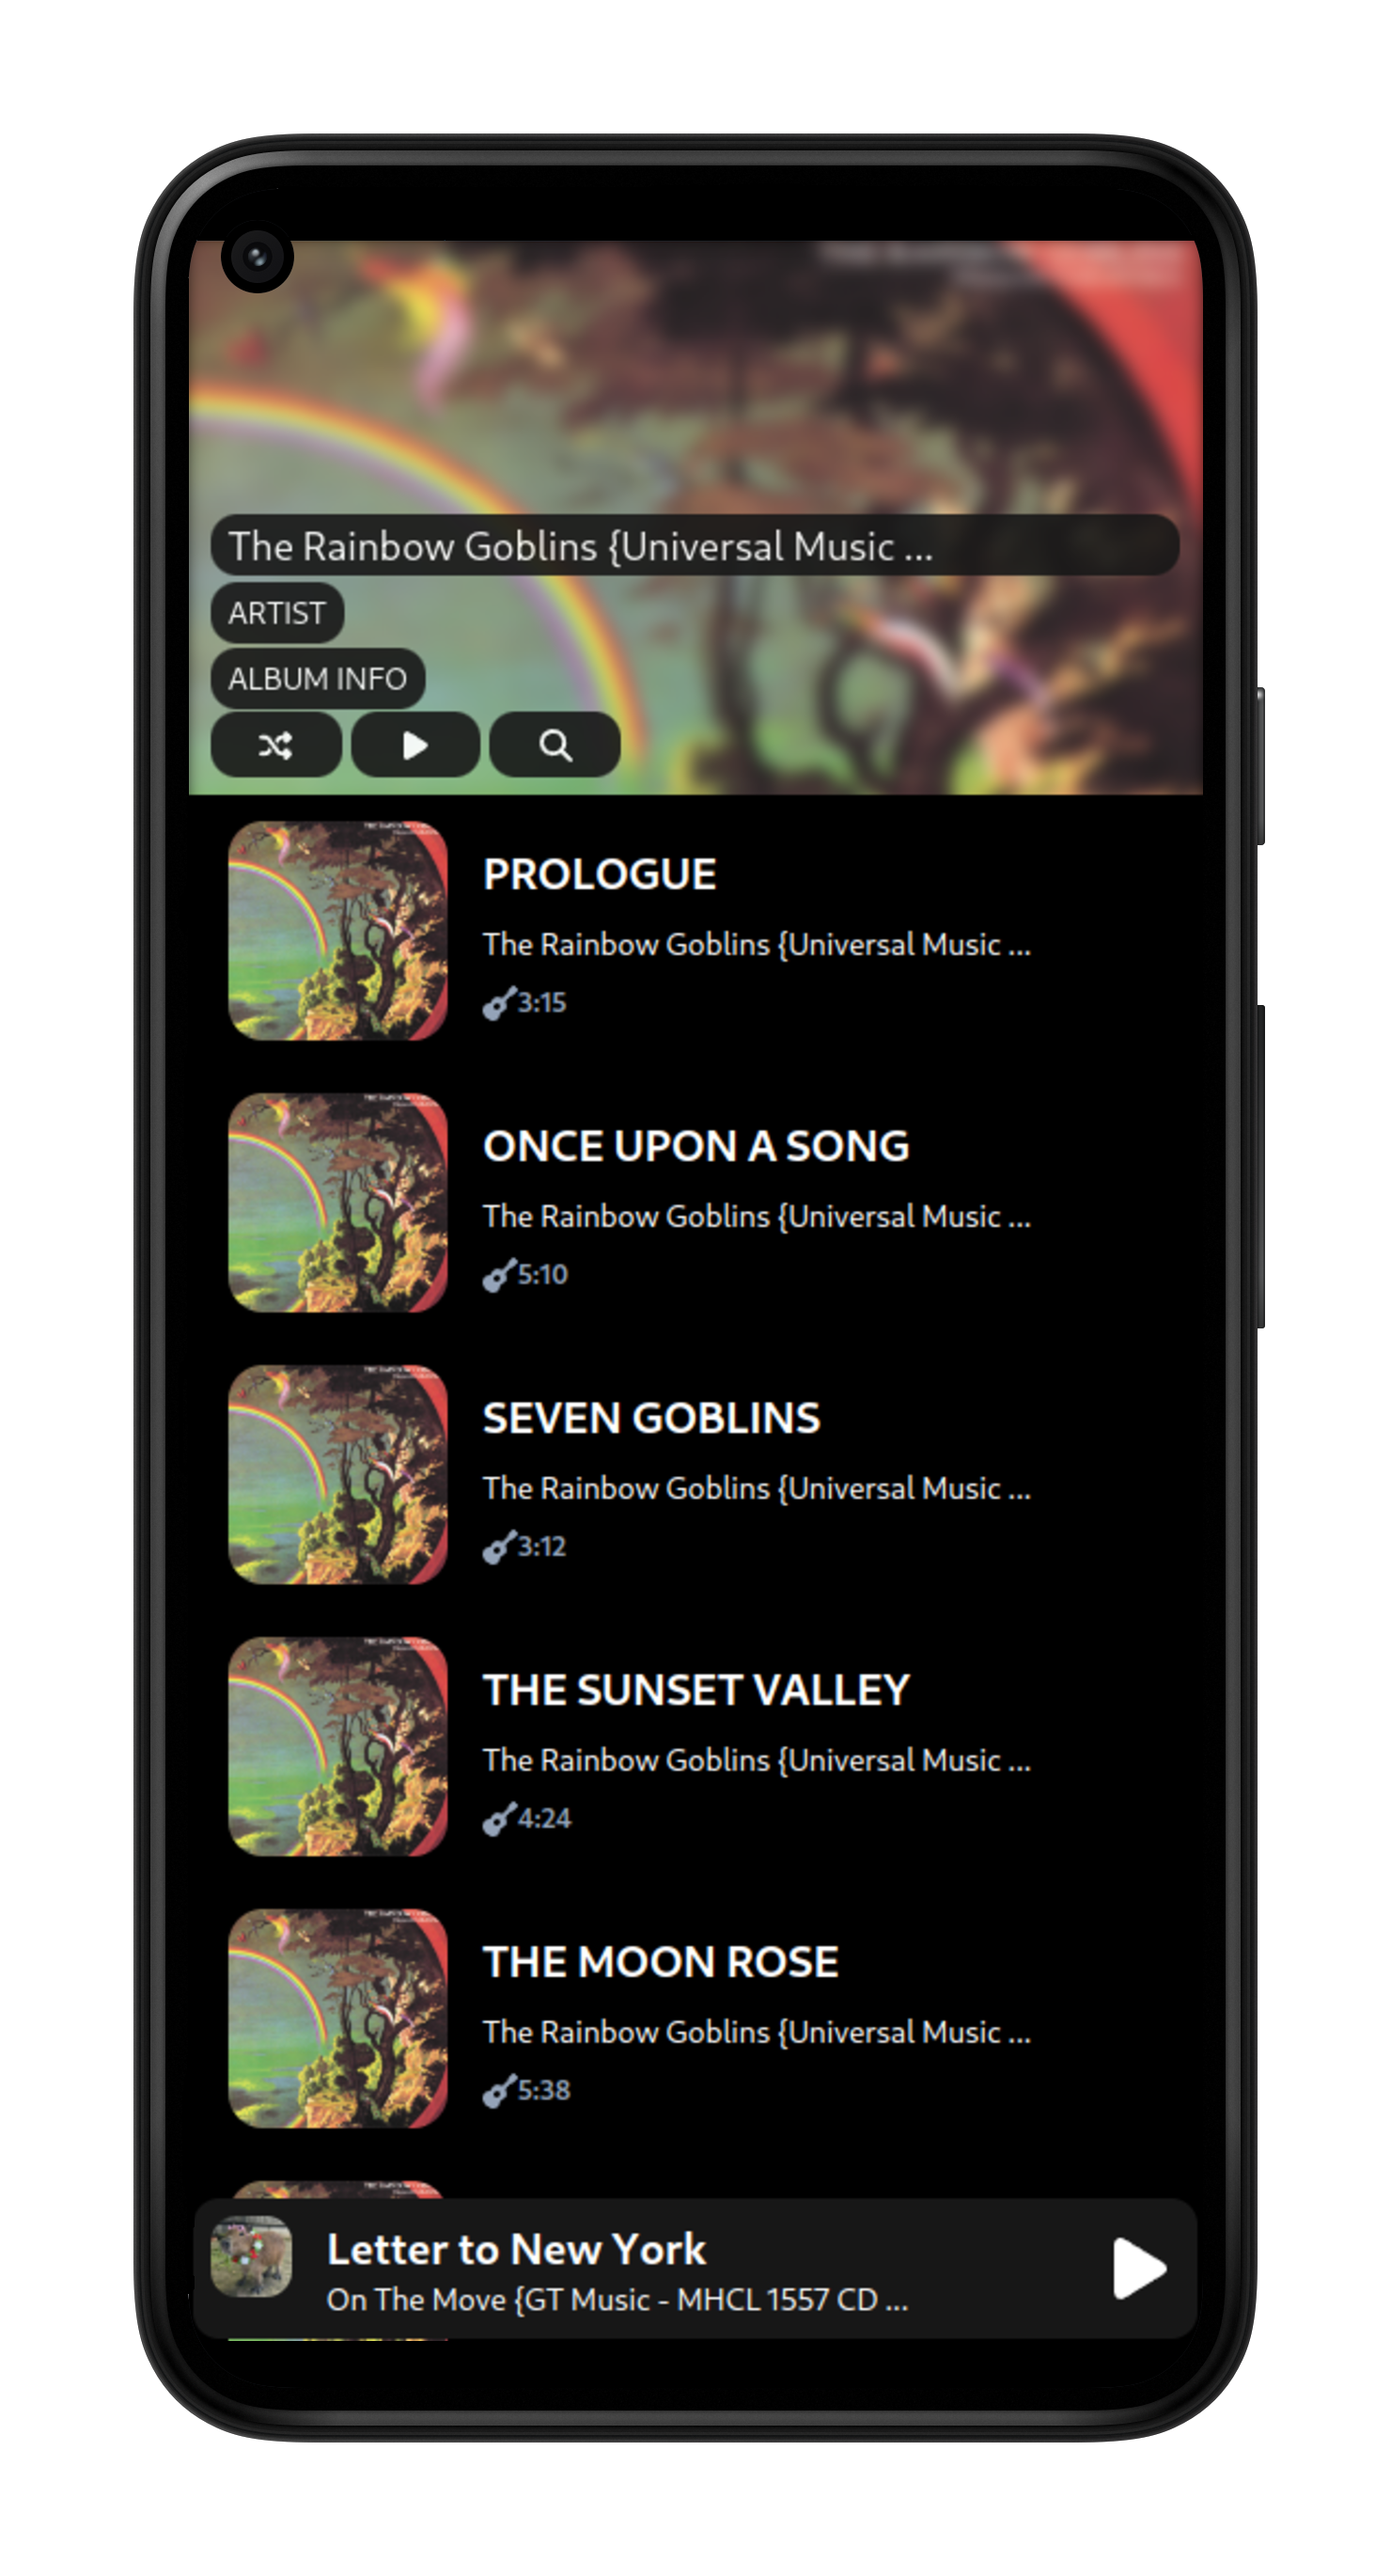 The Rainbow Goblins {Universal Music ...
ARTIST
ALBUM INFO
PROLOGUE
The Rainbow Goblins {Universal Music ...
3:15
ONCE UPON A SONG
The Rainbow Goblins {Universal Music ...
5:10
SEVEN GOBLINS
The Rainbow Goblins {Universal Music ...
3:12
THE SUNSET VALLEY
The Rainbow Goblins {Universal Music ...
4:24
THE MOON ROSE
The Rainbow Goblins {Universal Music ...
5:38
Letter to New York
On The Move {GT Music - MHCL 1557 CD ...